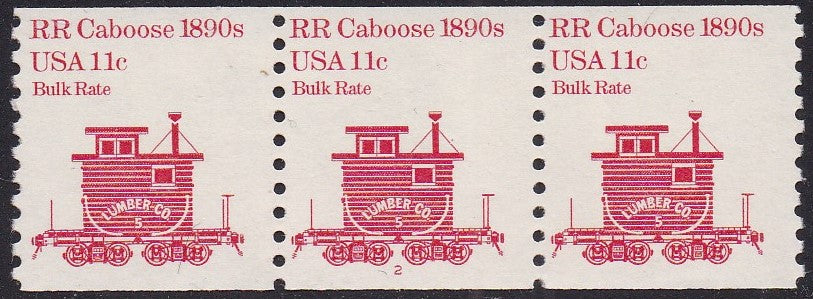 RR Caboose 1890s
USA 11c
Bulk Rate
LUMBER CO.
5
RR Caboose 1890s
USA 11c
Bulk Rate
LUMBER CO.
5
2
RR Caboose 1890s
USA 11c
Bulk Rate
LUMBER CO.
5